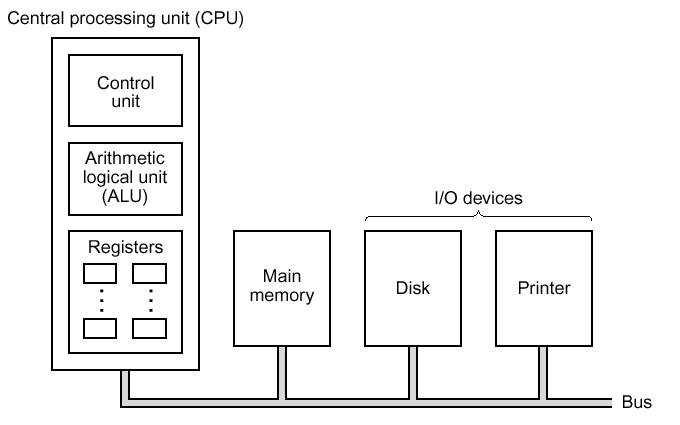 Central processing unit (CPU)
Control
unit
Arithmetic
logical unit
(ALU)
Registers
Main
memory
I/O devices
Disk
Printer
Bus